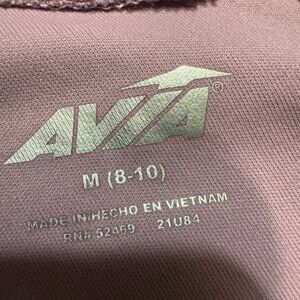 AVIA®
M (8-10)
MADE IN/HECHO EN VIETNAM
RN# 52469 21U84